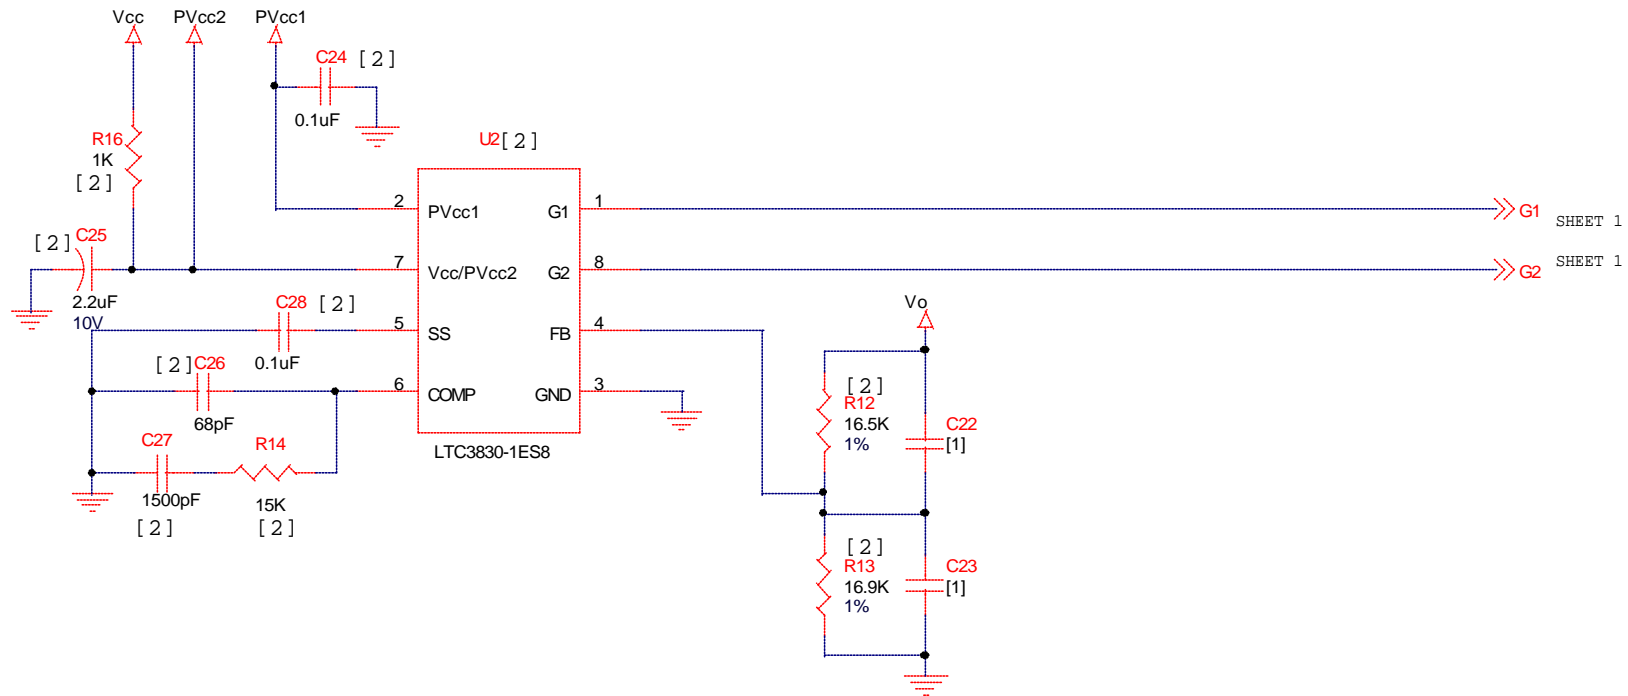 Vcc
PVcc2
PVcc1
C24 [2]
0.1uF
R16
1K
[2]
U2[2]
2
PVcc1
G1
1
G1
SHEET 1
[2]
C25
2.2uF
10V
7
Vcc/PVcc2
G2
8
G2
SHEET 1
C28 [2]
0.1uF
5
SS
FB
4
Vo
[2]C26
68pF
6
COMP
GND
3
LTC3830-1ES8
C27
1500pF
[2]
R14
15K
[2]
[2]
R12
16.5K
1%
C22
[1]
[2]
R13
16.9K
1%
C23
[1]